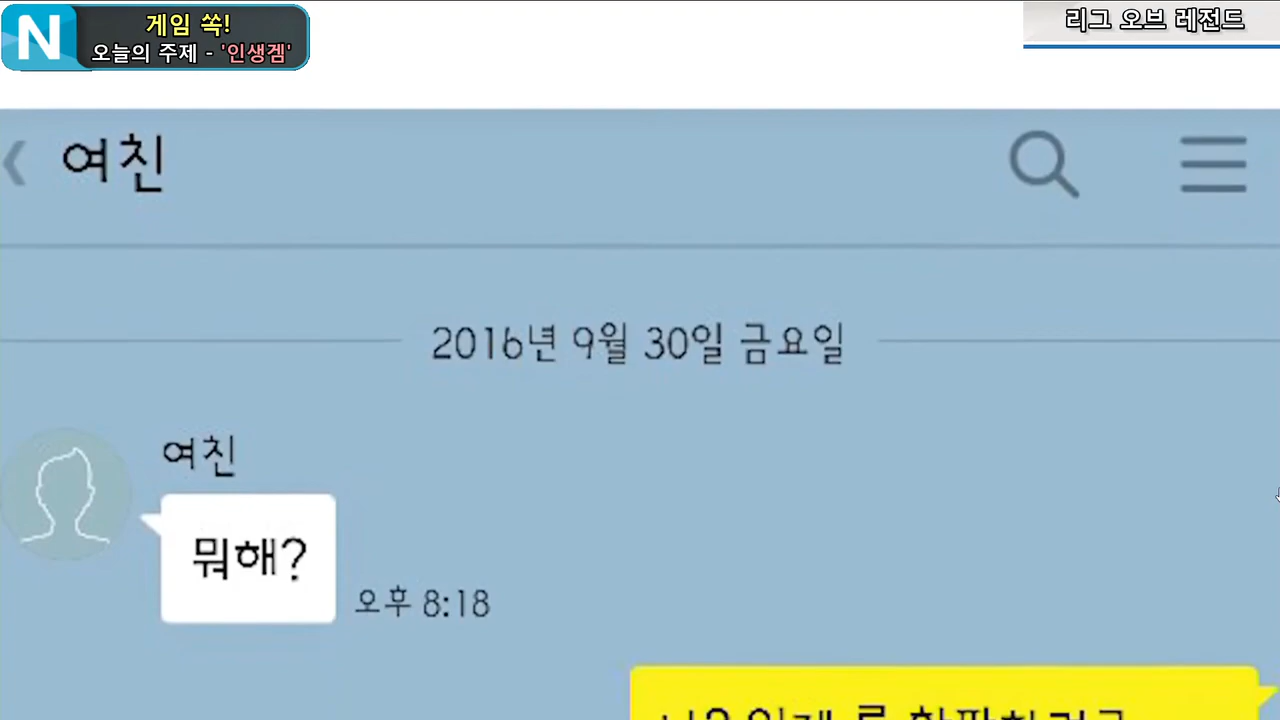 N
게임 쏙!
오늘의 주제 - '인생겜'
리그 오브 레전드
여친
2016년 9월 30일 금요일
여친
뭐해?
오후 8:18